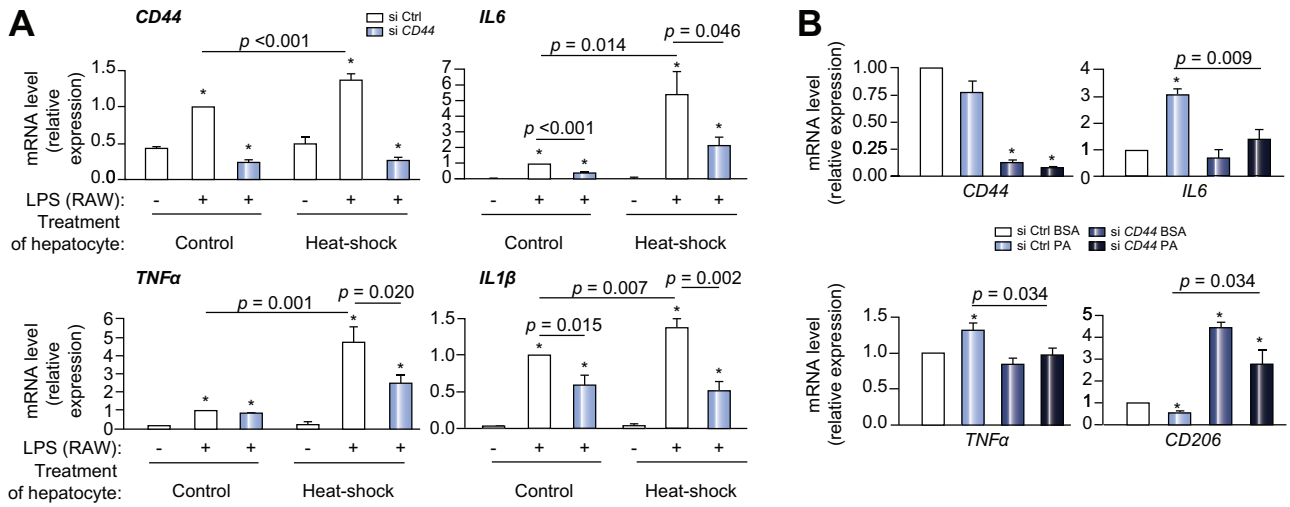 A
CD44
si Ctrl
si CD44
p <0.001
mRNA level
(relative
expression)
1.5
1.0
0.5
0.0
*
*
*
*
LPS (RAW):
- + + - + +
Treatment
of hepatocyte:
Control
Heat-shock
IL6
p = 0.014
p = 0.046
p <0.001
7
6
5
4
3
2
1
0
*
*
*
*
- + + - + +
Control
Heat-shock
TNFα
p = 0.001
p = 0.020
mRNA level
(relative
expression)
6
5
4
3
2
1
0
*
*
*
*
LPS (RAW):
- + + - + +
Treatment
of hepatocyte:
Control
Heat-shock
IL1β
p = 0.007
p = 0.002
p = 0.015
1.5
1.0
0.5
0.0
*
*
*
*
- + + - + +
Control
Heat-shock
B
mRNA level
(relative expression)
1.00
0.75
0.50
0.25
0.00
*
*
CD44
p = 0.009
4
3
2
1
0
*
IL6
si Ctrl BSA
si CD44 BSA
si Ctrl PA
si CD44 PA
mRNA level
(relative expression)
p = 0.034
1.5
1.0
0.5
0.0
*
TNFα
p = 0.034
5
4
3
2
1
0
*
*
*
CD206